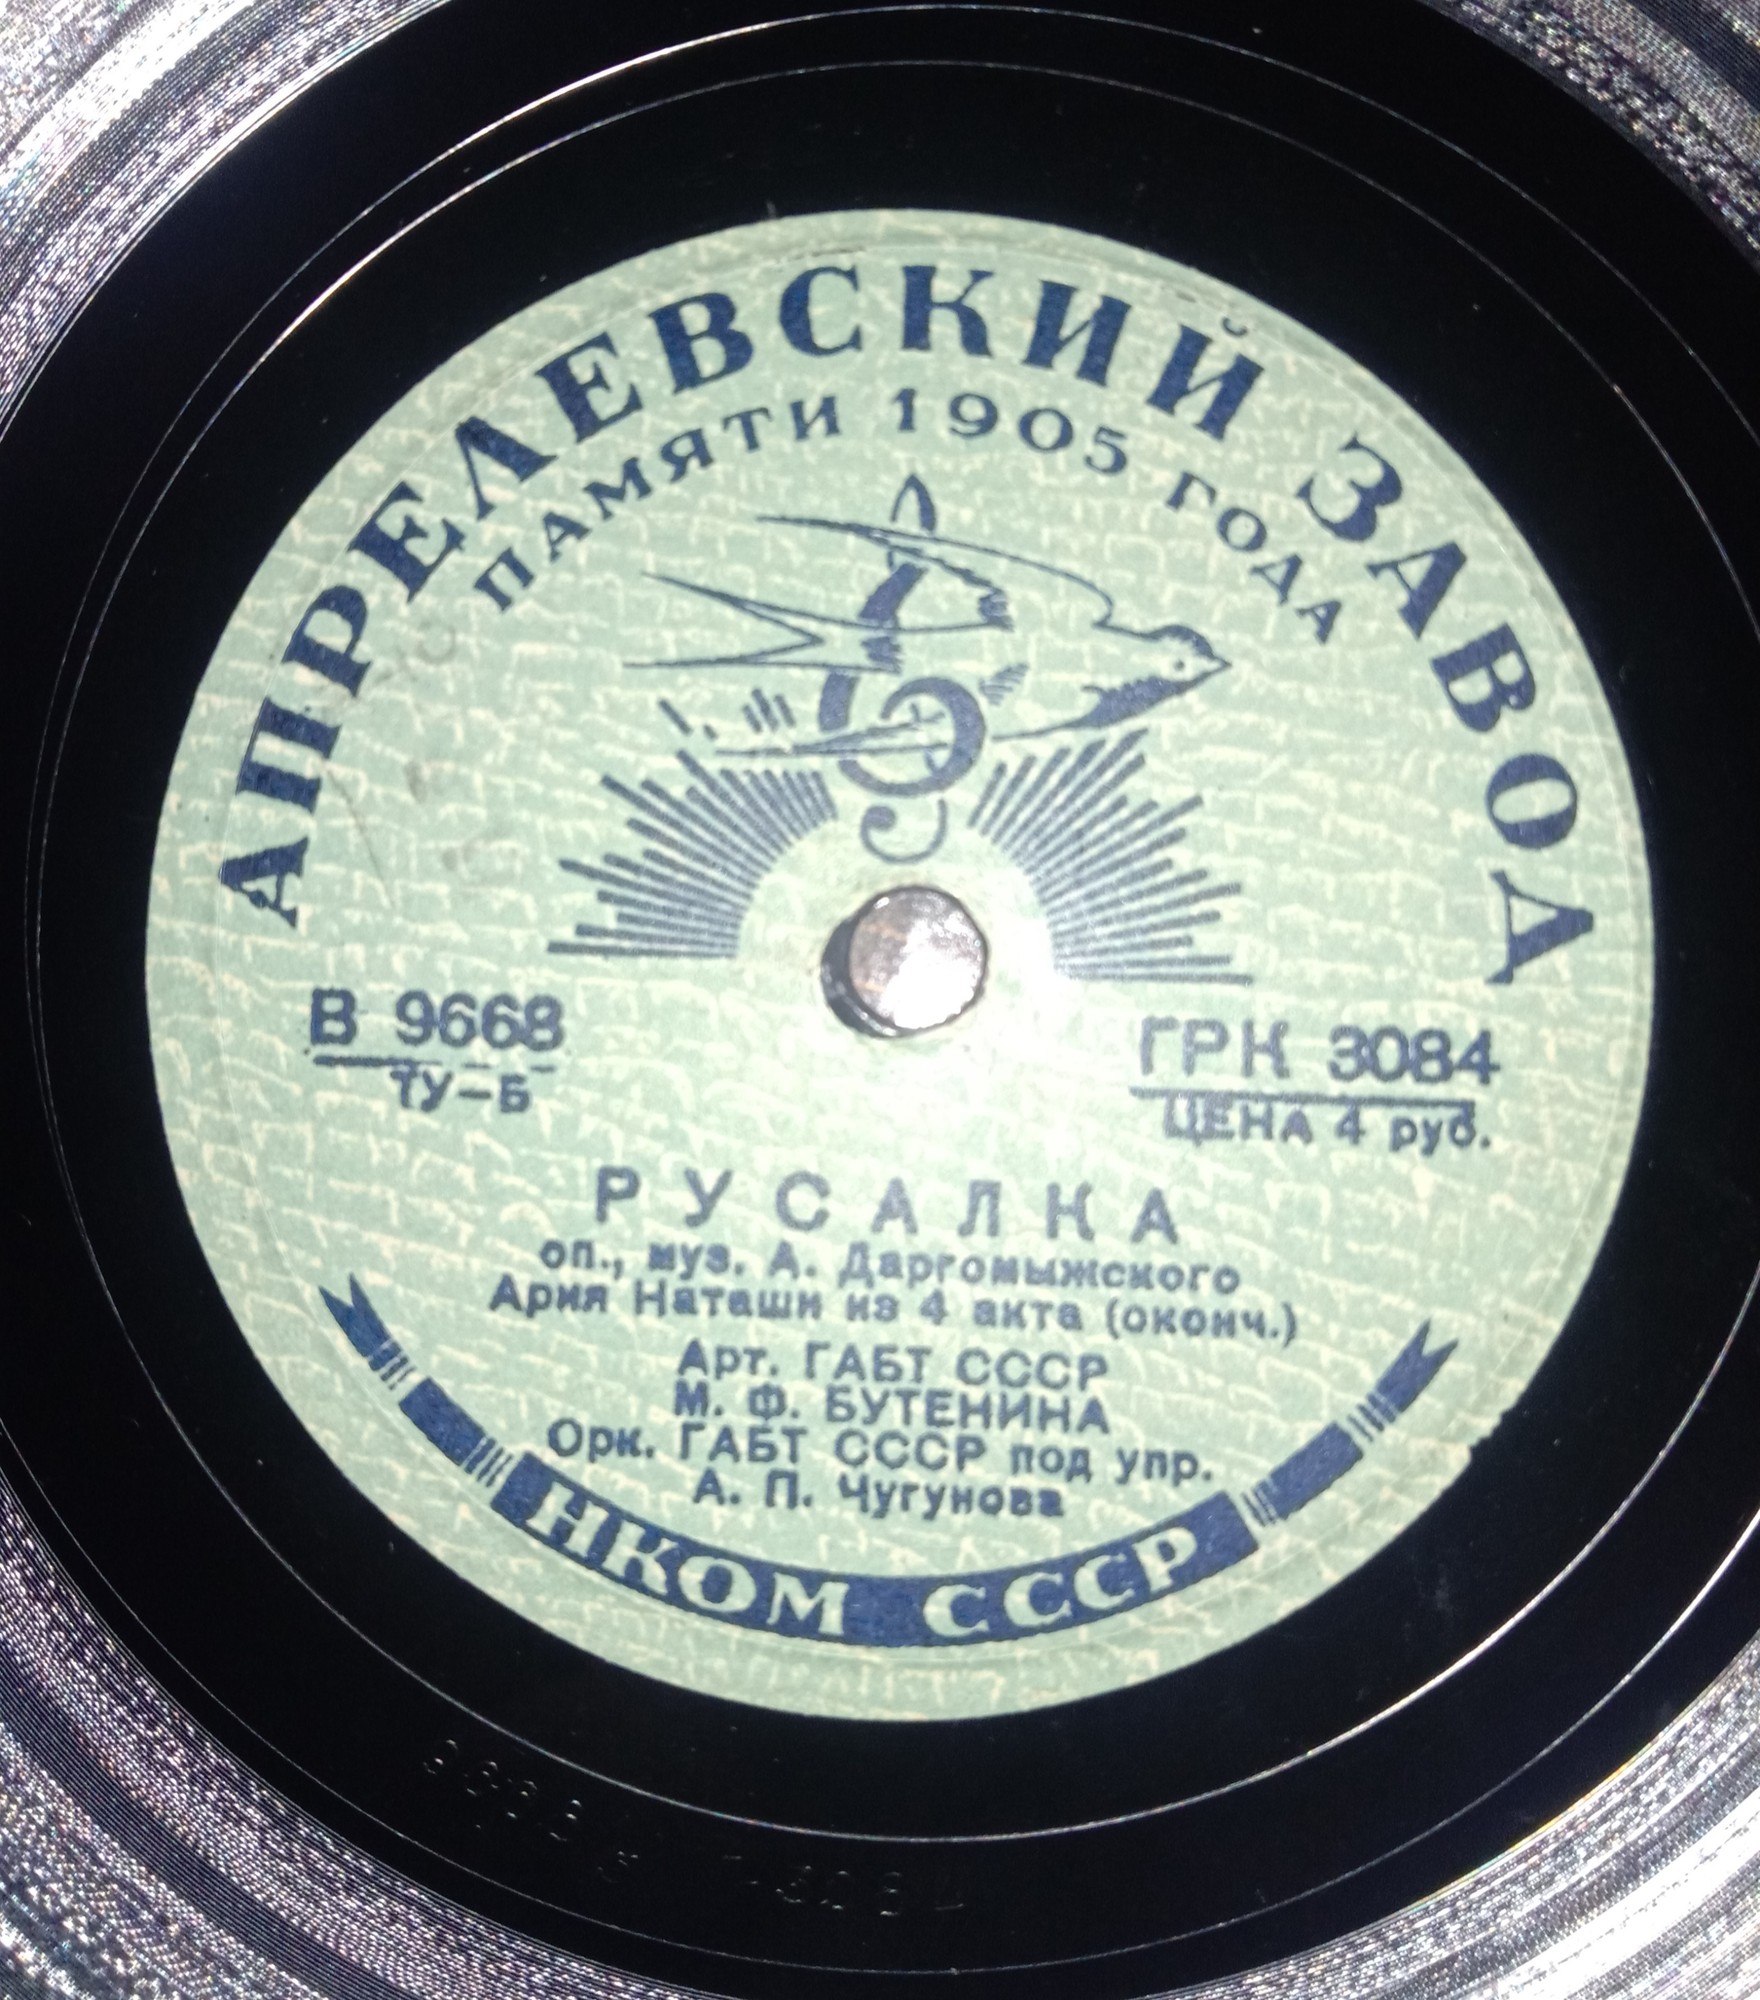 АПРЕЛЕВСКИЙ ЗАВОД
ПАМЯТИ 1905 ГОДА
В 9668
ТУ-Б
ГРК 3084
ЦЕНА 4 руб.
РУСАЛКА
оп., муз. А. Даргомыжского
Ария Наташи из 4 акта (оконч.)
Арт. ГАБТ СССР
М. Ф. БУТЕНИНА
Орк. ГАБТ СССР под упр.
А. П. Чугунова
НКОМ СССР